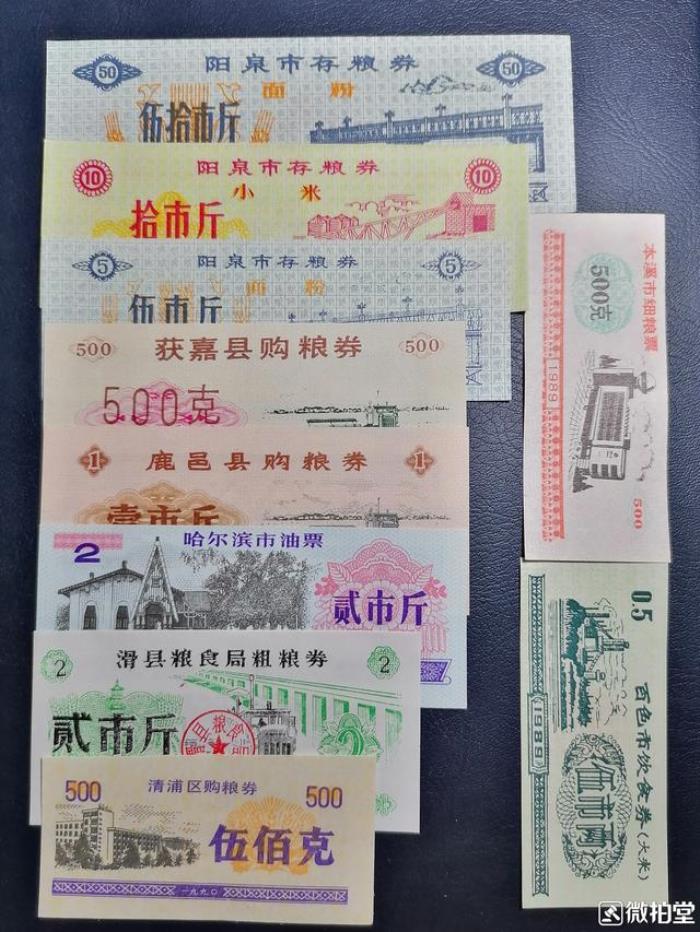 50 阳泉市存粮券 50
面粉
伍拾市斤
10 阳泉市存粮券 10
小米
拾市斤
5 阳泉市存粮券 5
面粉
伍市斤
500 获嘉县购粮券 500
500克
1 鹿邑县购粮券 1
壹市斤
哈尔滨市油票
2
贰市斤
滑县粮食局粗粮券
2 2
贰市斤
清浦区购粮券
500 500
伍佰克
一九九〇
本溪市细粮票
500克
1989
500
0.5
百色市饮食券(大米)
伍市两
1989
微拍堂